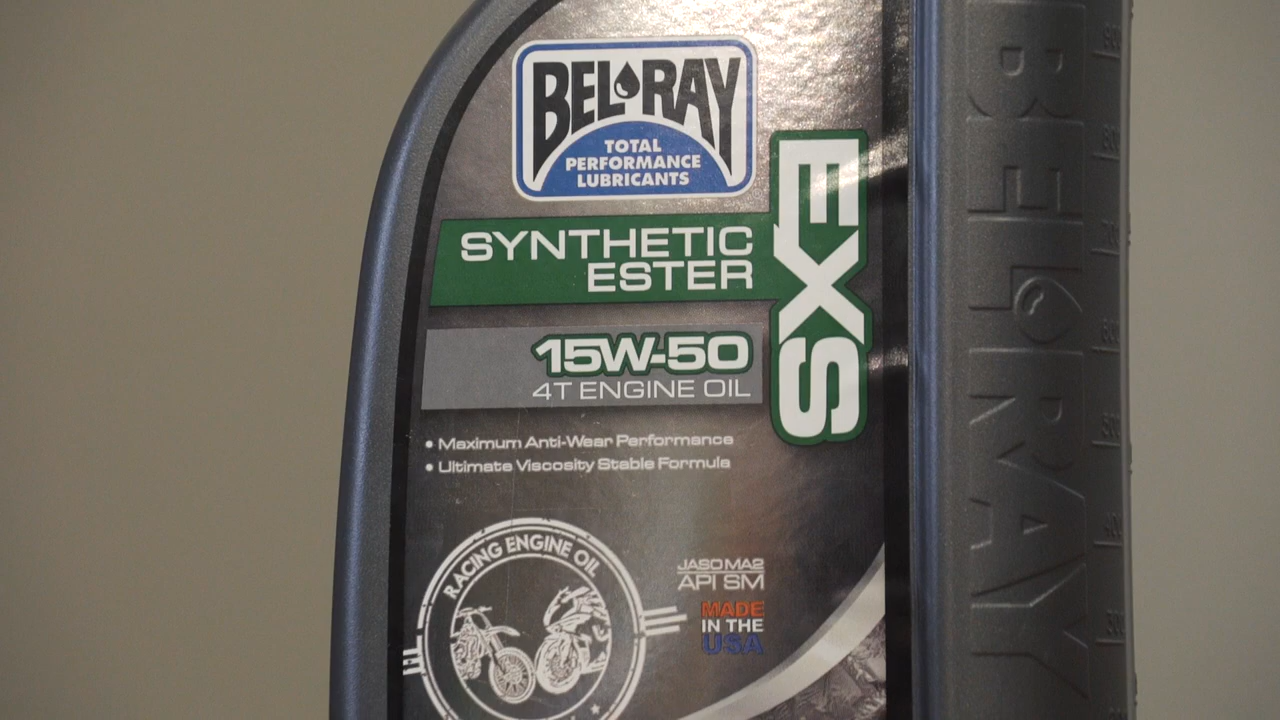 BEL-RAY
TOTAL
PERFORMANCE
LUBRICANTS
EXS
SYNTHETIC
ESTER
15W-50
4T ENGINE OIL
• Maximum Anti-Wear Performance
• Ultimate Viscosity Stable Formula
RACING ENGINE OIL
JASO MA2
API SM
MADE
IN THE
USA
BEL RAY